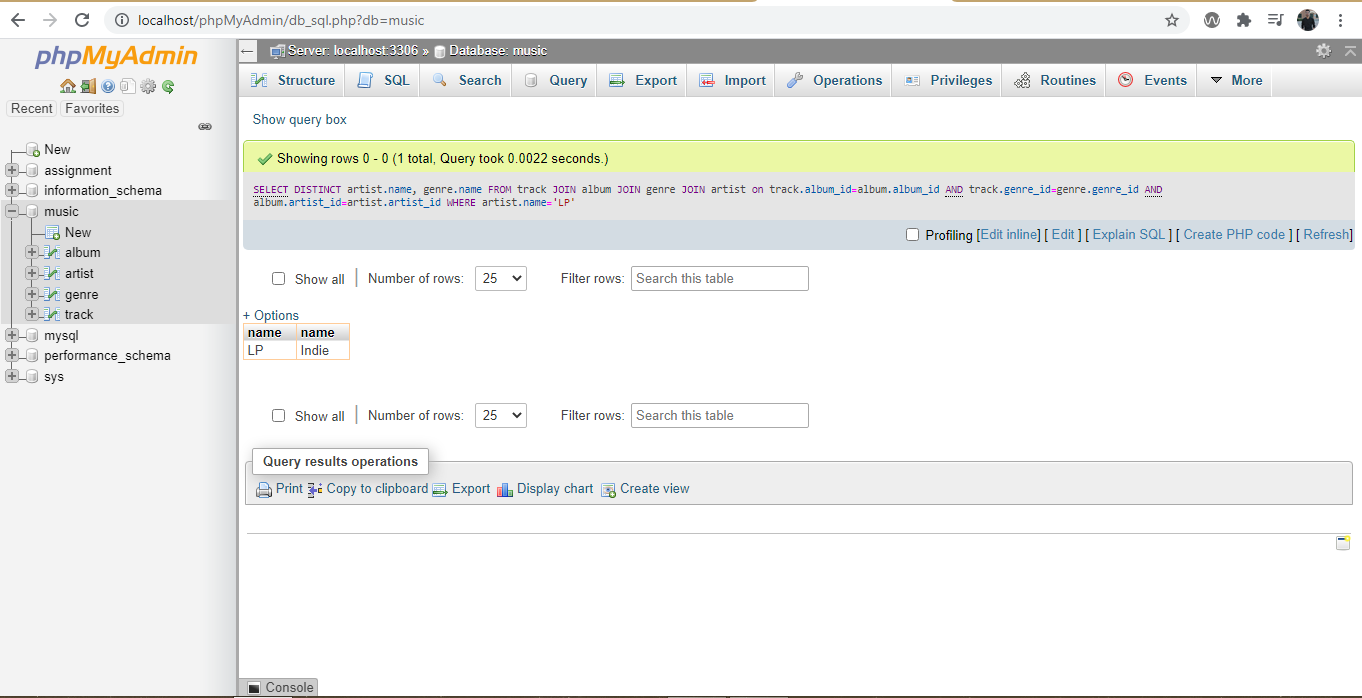 localhost/phpMyAdmin/db_sql.php?db=music
phpMyAdmin
Recent Favorites
New
assignment
information_schema
music
New
album
artist
genre
track
mysql
performance_schema
sys
Server: localhost:3306 » Database: music
Structure SQL Search Query Export Import Operations Privileges Routines Events More
Show query box
Showing rows 0 - 0 (1 total, Query took 0.0022 seconds.)
SELECT DISTINCT artist.name, genre.name FROM track JOIN album JOIN genre JOIN artist on track.album_id=album.album_id AND track.genre_id=genre.genre_id AND
album.artist_id=artist.artist_id WHERE artist.name='LP'
Profiling [Edit inline] [ Edit ] [ Explain SQL ] [ Create PHP code ] [ Refresh]
Show all Number of rows: 25 Filter rows: Search this table
+ Options
name name
LP Indie
Show all Number of rows: 25 Filter rows: Search this table
Query results operations
Print Copy to clipboard Export Display chart Create view
Console